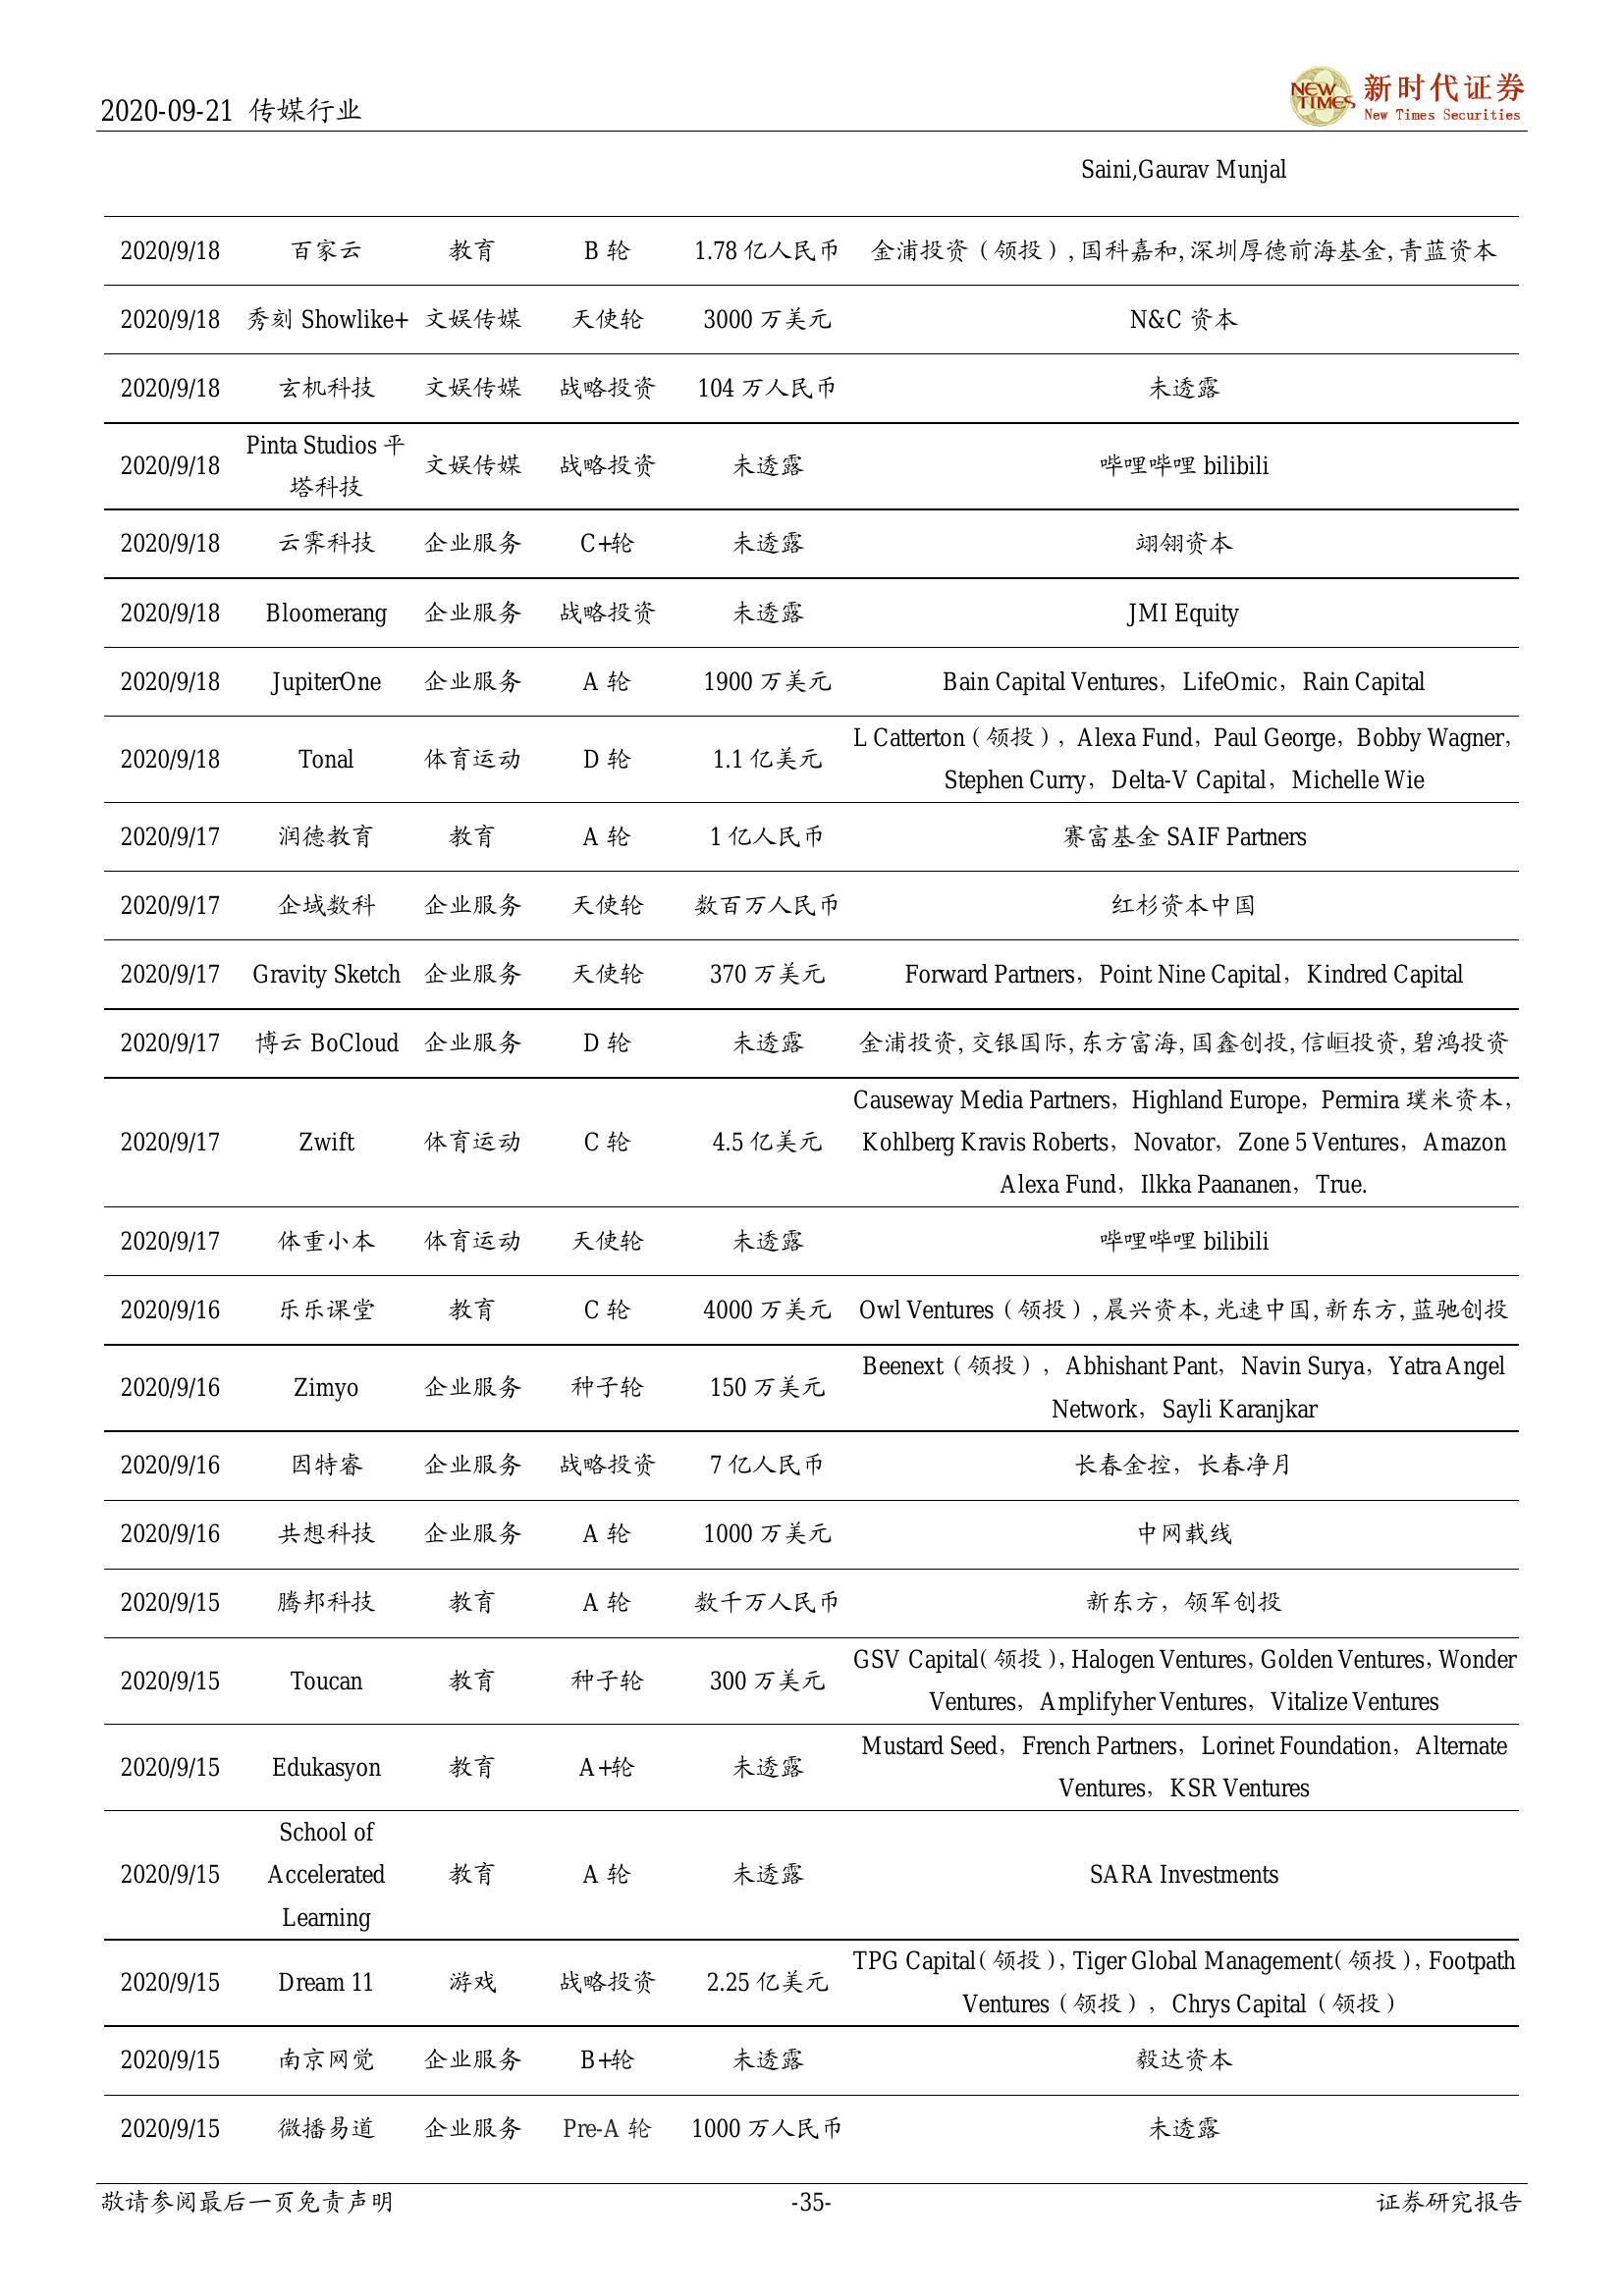 2020-09-21 传媒行业
NEW TIMES 新时代证券
New Times Securities
Saini,Gaurav Munjal
2020/9/18 百家云 教育 B 轮 1.78 亿人民币 金浦投资（领投）,国科嘉和,深圳厚德前海基金,青蓝资本
2020/9/18 秀刻 Showlike+ 文娱传媒 天使轮 3000 万美元 N&C 资本
2020/9/18 玄机科技 文娱传媒 战略投资 104 万人民币 未透露
Pinta Studios 平
2020/9/18 文娱传媒 战略投资 未透露 哔哩哔哩 bilibili
塔科技
2020/9/18 云霁科技 企业服务 C+轮 未透露 翊翎资本
2020/9/18 Bloomerang 企业服务 战略投资 未透露 JMI Equity
2020/9/18 JupiterOne 企业服务 A 轮 1900 万美元 Bain Capital Ventures，LifeOmic，Rain Capital
L Catterton（领投），Alexa Fund，Paul George，Bobby Wagner，
2020/9/18 Tonal 体育运动 D 轮 1.1 亿美元
Stephen Curry，Delta-V Capital，Michelle Wie
2020/9/17 润德教育 教育 A 轮 1 亿人民币 赛富基金 SAIF Partners
2020/9/17 企域数科 企业服务 天使轮 数百万人民币 红杉资本中国
2020/9/17 Gravity Sketch 企业服务 天使轮 370 万美元 Forward Partners，Point Nine Capital，Kindred Capital
2020/9/17 博云 BoCloud 企业服务 D 轮 未透露 金浦投资,交银国际,东方富海,国鑫创投,信峘投资,碧鸿投资
Causeway Media Partners，Highland Europe，Permira 璞米资本，
2020/9/17 Zwift 体育运动 C 轮 4.5 亿美元 Kohlberg Kravis Roberts，Novator，Zone 5 Ventures，Amazon
Alexa Fund，Ilkka Paananen，True.
2020/9/17 体重小本 体育运动 天使轮 未透露 哔哩哔哩 bilibili
2020/9/16 乐乐课堂 教育 C 轮 4000 万美元 Owl Ventures（领投）,晨兴资本,光速中国,新东方,蓝驰创投
Beenext（领投），Abhishant Pant，Navin Surya，Yatra Angel
2020/9/16 Zimyo 企业服务 种子轮 150 万美元
Network，Sayli Karanjkar
2020/9/16 因特睿 企业服务 战略投资 7 亿人民币 长春金控，长春净月
2020/9/16 共想科技 企业服务 A 轮 1000 万美元 中网载线
2020/9/15 腾邦科技 教育 A 轮 数千万人民币 新东方，领军创投
GSV Capital（领投），Halogen Ventures，Golden Ventures，Wonder
2020/9/15 Toucan 教育 种子轮 300 万美元
Ventures，Amplifyher Ventures，Vitalize Ventures
Mustard Seed，French Partners，Lorinet Foundation，Alternate
2020/9/15 Edukasyon 教育 A+轮 未透露
Ventures，KSR Ventures
School of
2020/9/15 Accelerated 教育 A 轮 未透露 SARA Investments
Learning
TPG Capital（领投），Tiger Global Management（领投），Footpath
2020/9/15 Dream 11 游戏 战略投资 2.25 亿美元
Ventures（领投），Chrys Capital（领投）
2020/9/15 南京网觉 企业服务 B+轮 未透露 毅达资本
2020/9/15 微播易道 企业服务 Pre-A 轮 1000 万人民币 未透露
敬请参阅最后一页免责声明 -35- 证券研究报告